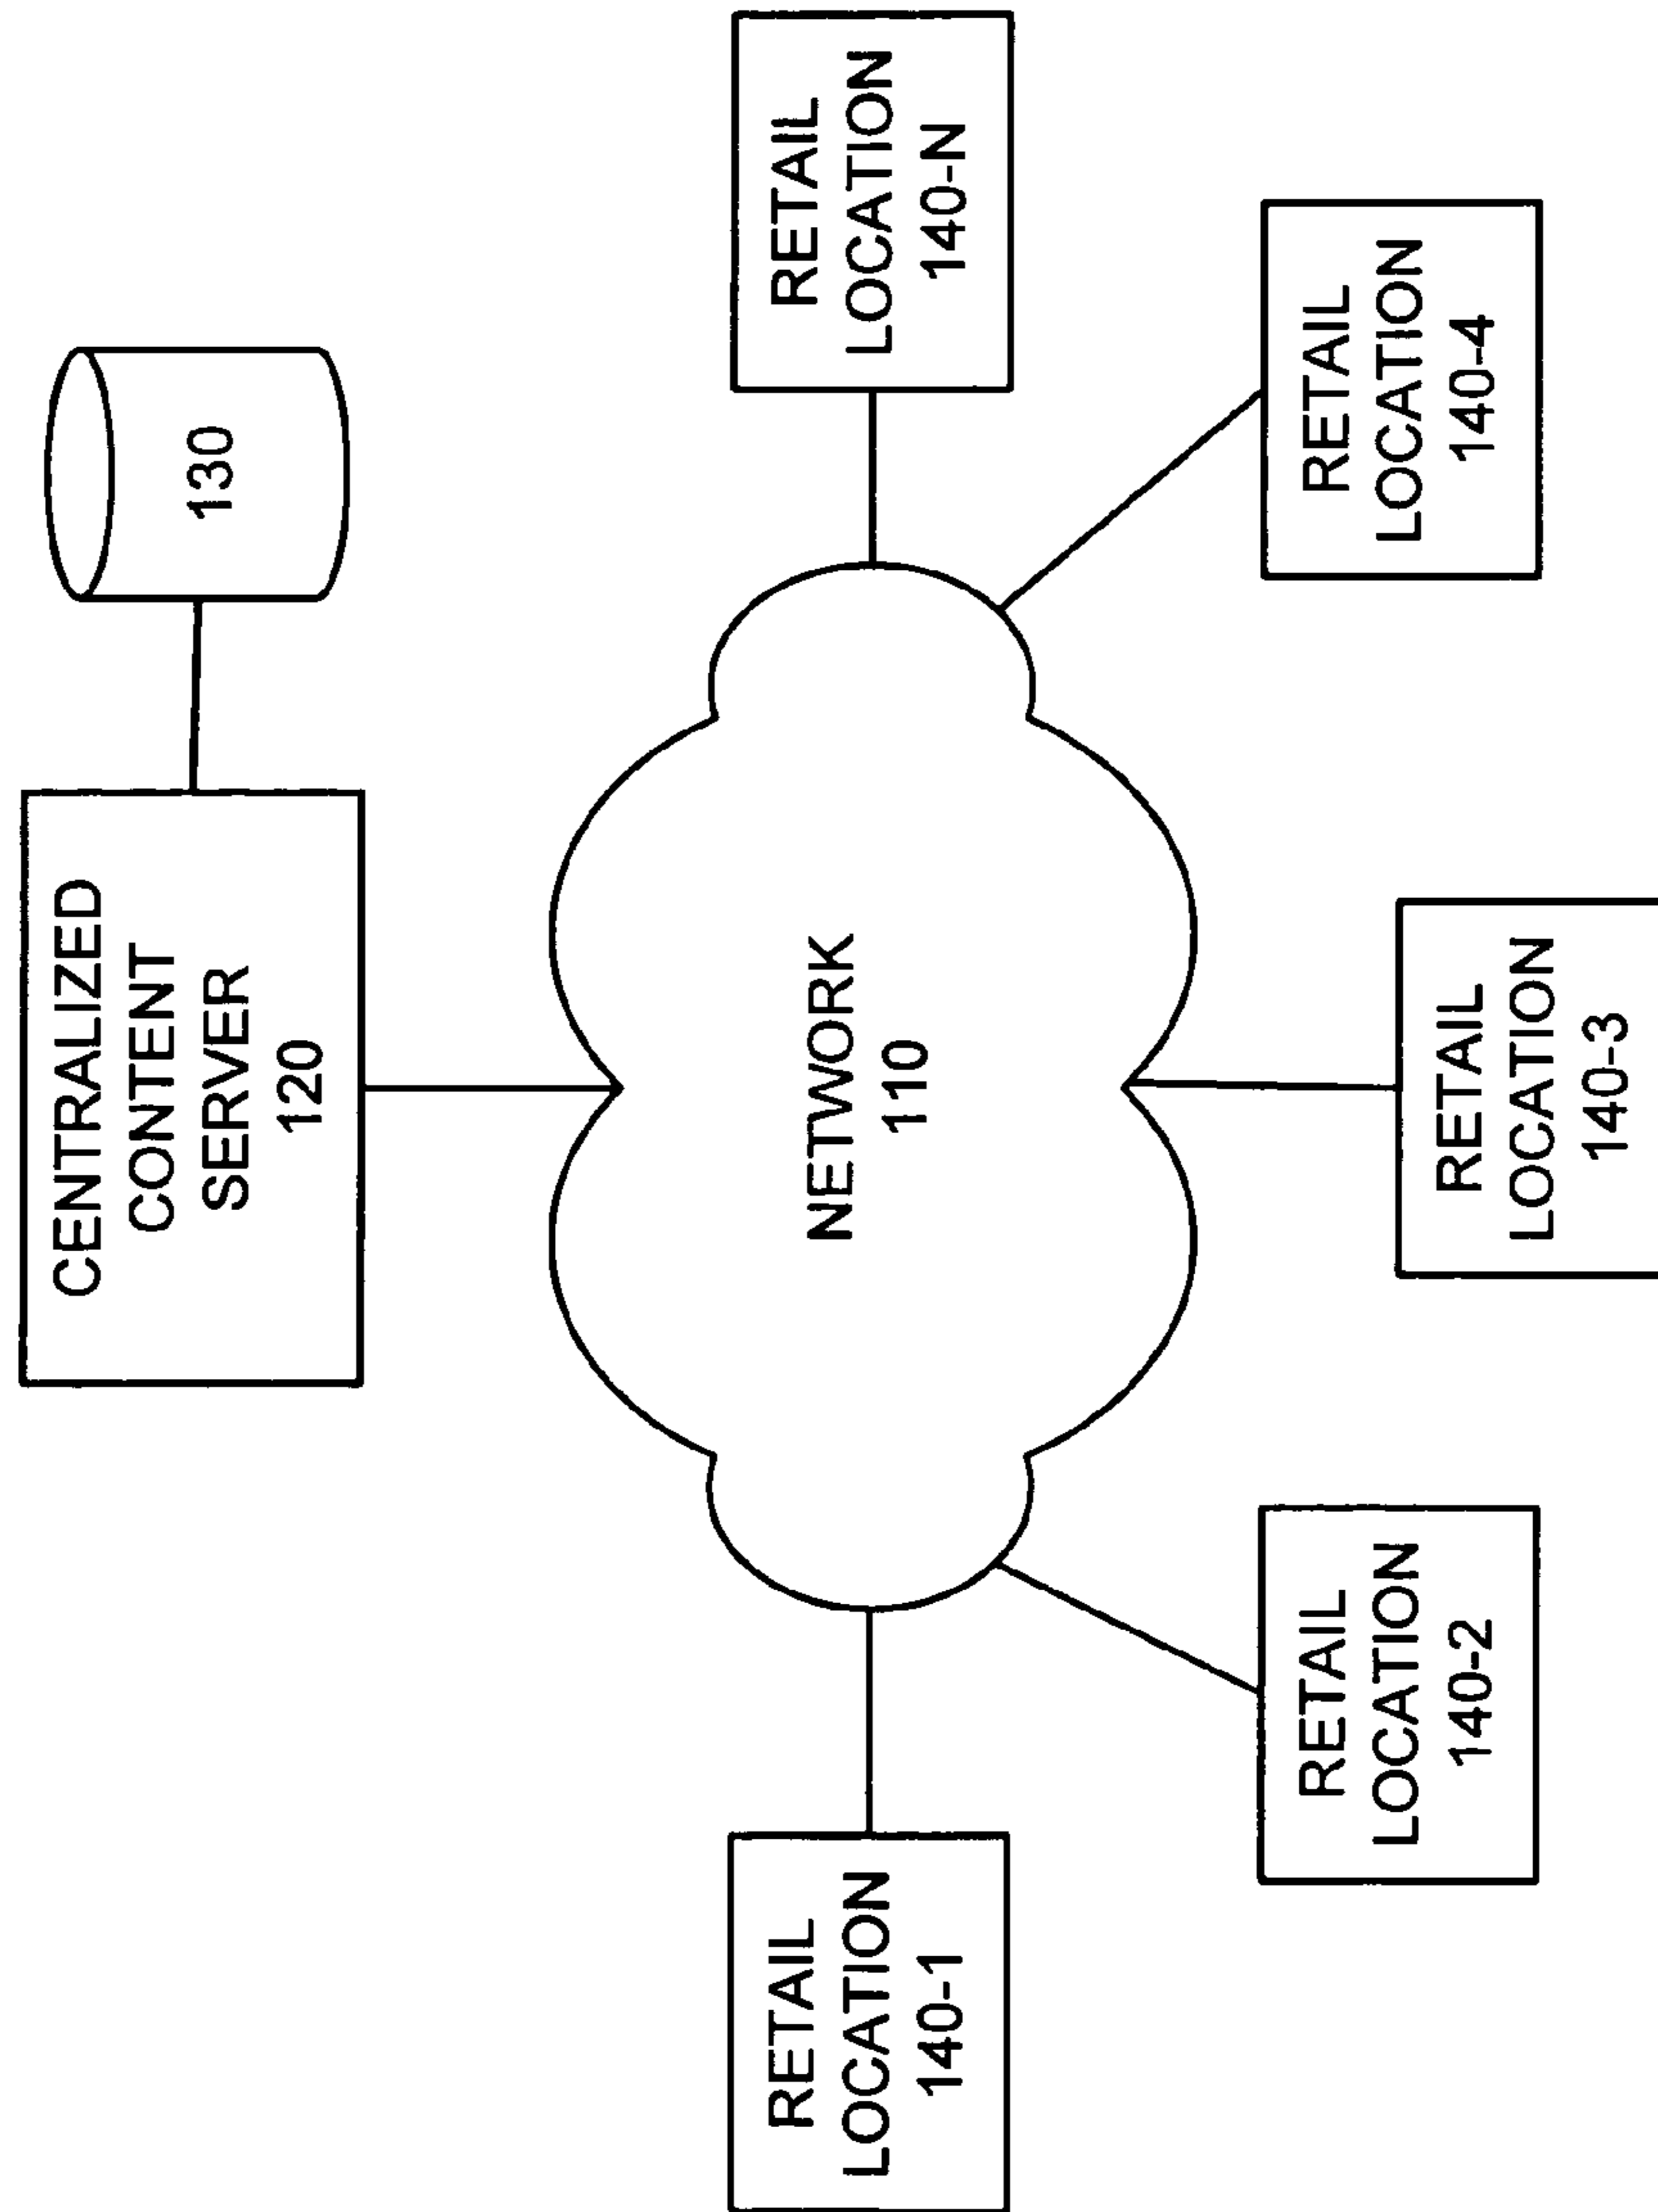 CENTRALIZED
CONTENT
SERVER
120
130
NETWORK
110
RETAIL
LOCATION
140-1
RETAIL
LOCATION
140-2
RETAIL
LOCATION
140-3
RETAIL
LOCATION
140-4
RETAIL
LOCATION
140-N